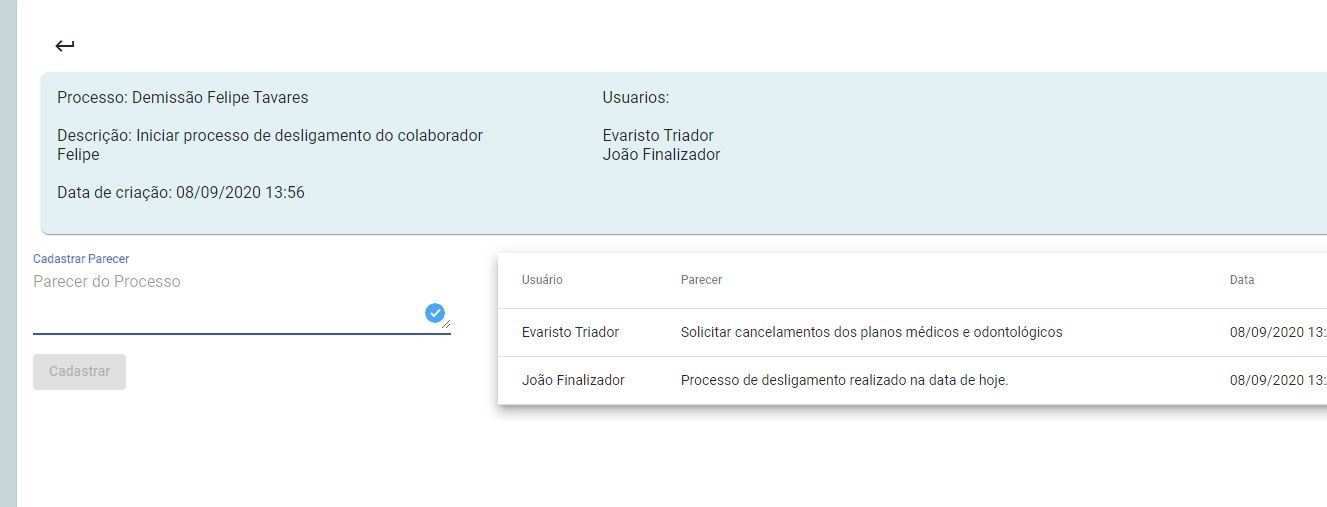 Processo: Demissão Felipe Tavares
Descrição: Iniciar processo de desligamento do colaborador
Felipe
Data de criação: 08/09/2020 13:56
Usuarios:
Evaristo Triador
João Finalizador
Cadastrar Parecer
Parecer do Processo
Cadastrar
Usuário Parecer Data
Evaristo Triador Solicitar cancelamentos dos planos médicos e odontológicos 08/09/2020 13:
João Finalizador Processo de desligamento realizado na data de hoje. 08/09/2020 13: